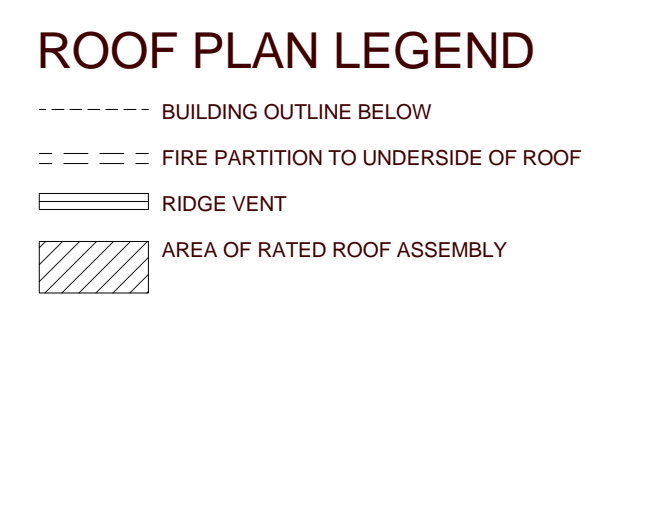 ROOF PLAN LEGEND
BUILDING OUTLINE BELOW
FIRE PARTITION TO UNDERSIDE OF ROOF
RIDGE VENT
AREA OF RATED ROOF ASSEMBLY